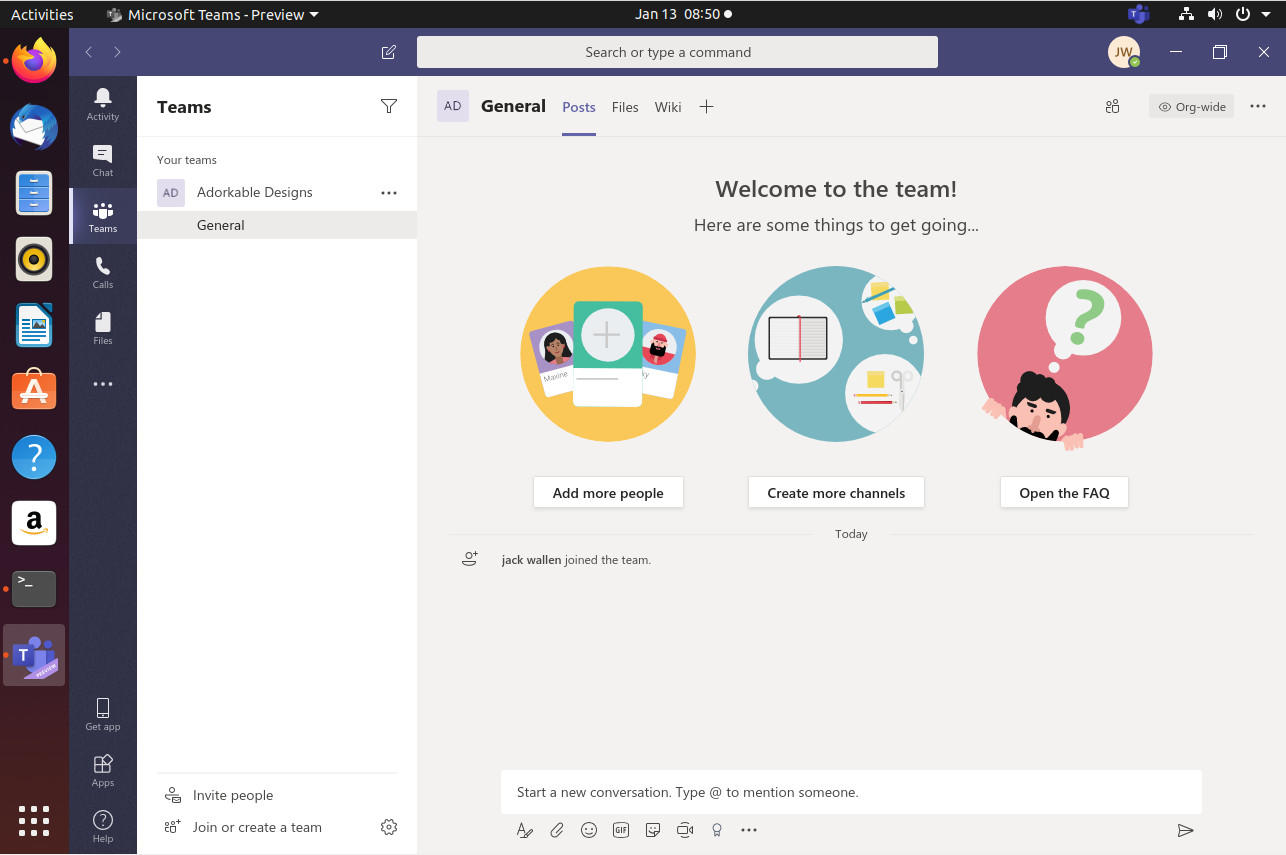 Activities
Microsoft Teams - Preview
Jan 13 08:50
Search or type a command
JW
Activity
Chat
Teams
Calls
Files
Get app
Apps
Help
Teams
Your teams
AD
Adorkable Designs
General
Invite people
Join or create a team
AD
General
Posts
Files
Wiki
Org-wide
Welcome to the team!
Here are some things to get going...
Maxine
Add more people
Create more channels
Open the FAQ
Today
jack wallen joined the team.
Start a new conversation. Type @ to mention someone.
GIF
T
PREVIEW